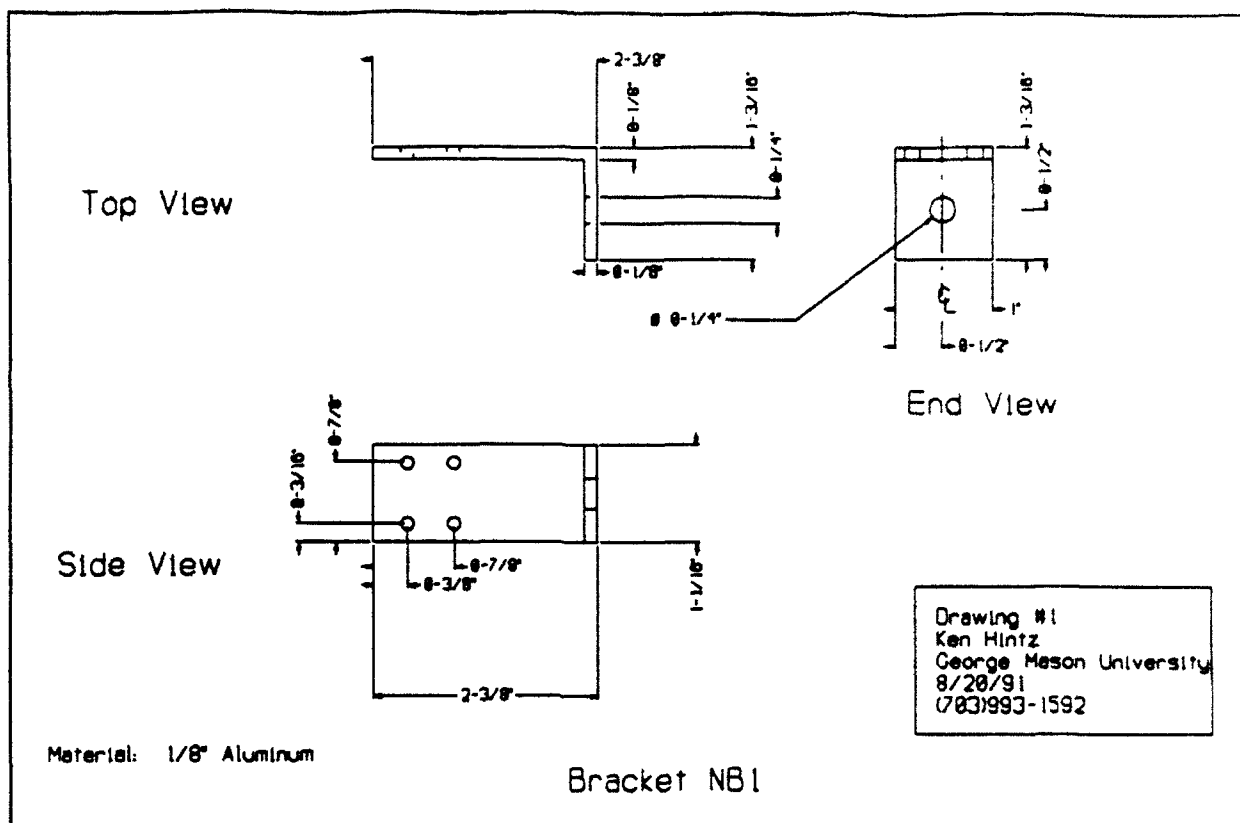 2-3/8"
0-1/8"
1-3/16"
0-1/4"
1-3/16"
0-1/2"
Top View
0-1/8"
Ø 0-1/4"
℄
1"
0-1/2"
End View
0-7/8"
0-3/16"
Side View
0-7/8"
0-3/8"
1-1/16"
2-3/8"
Drawing #1
Ken Hintz
George Mason University
8/20/91
(703)993-1592
Material: 1/8" Aluminum
Bracket NB1